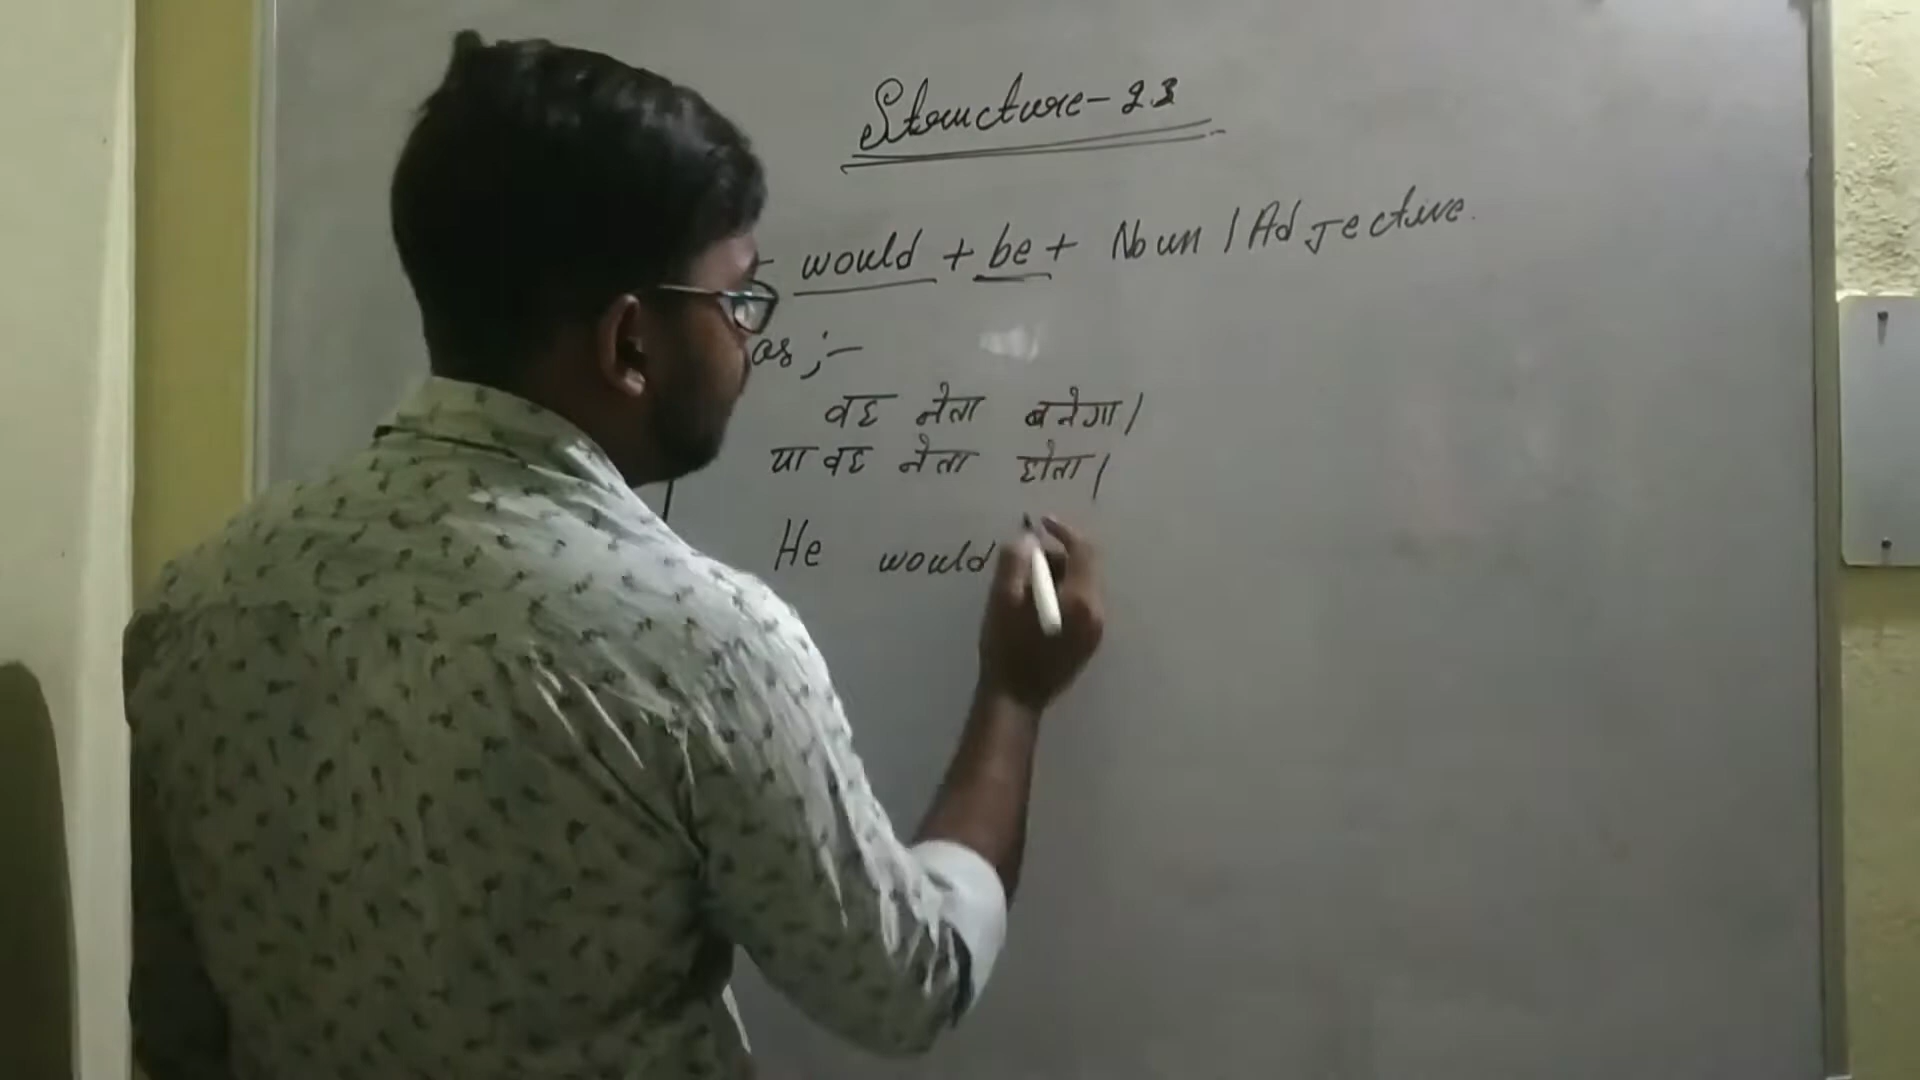 Structure-23
- would + be + Noun / Adjective.
as ;-
वह नेता बनेगा।
या वह नेता होता।
He would